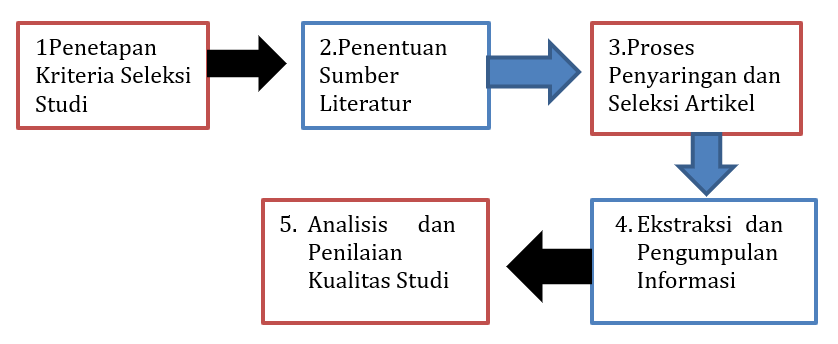 1Penetapan
Kriteria Seleksi
Studi
2.Penentuan
Sumber
Literatur
3.Proses
Penyaringan dan
Seleksi Artikel
4. Ekstraksi dan
Pengumpulan
Informasi
5. Analisis dan
Penilaian
Kualitas Studi